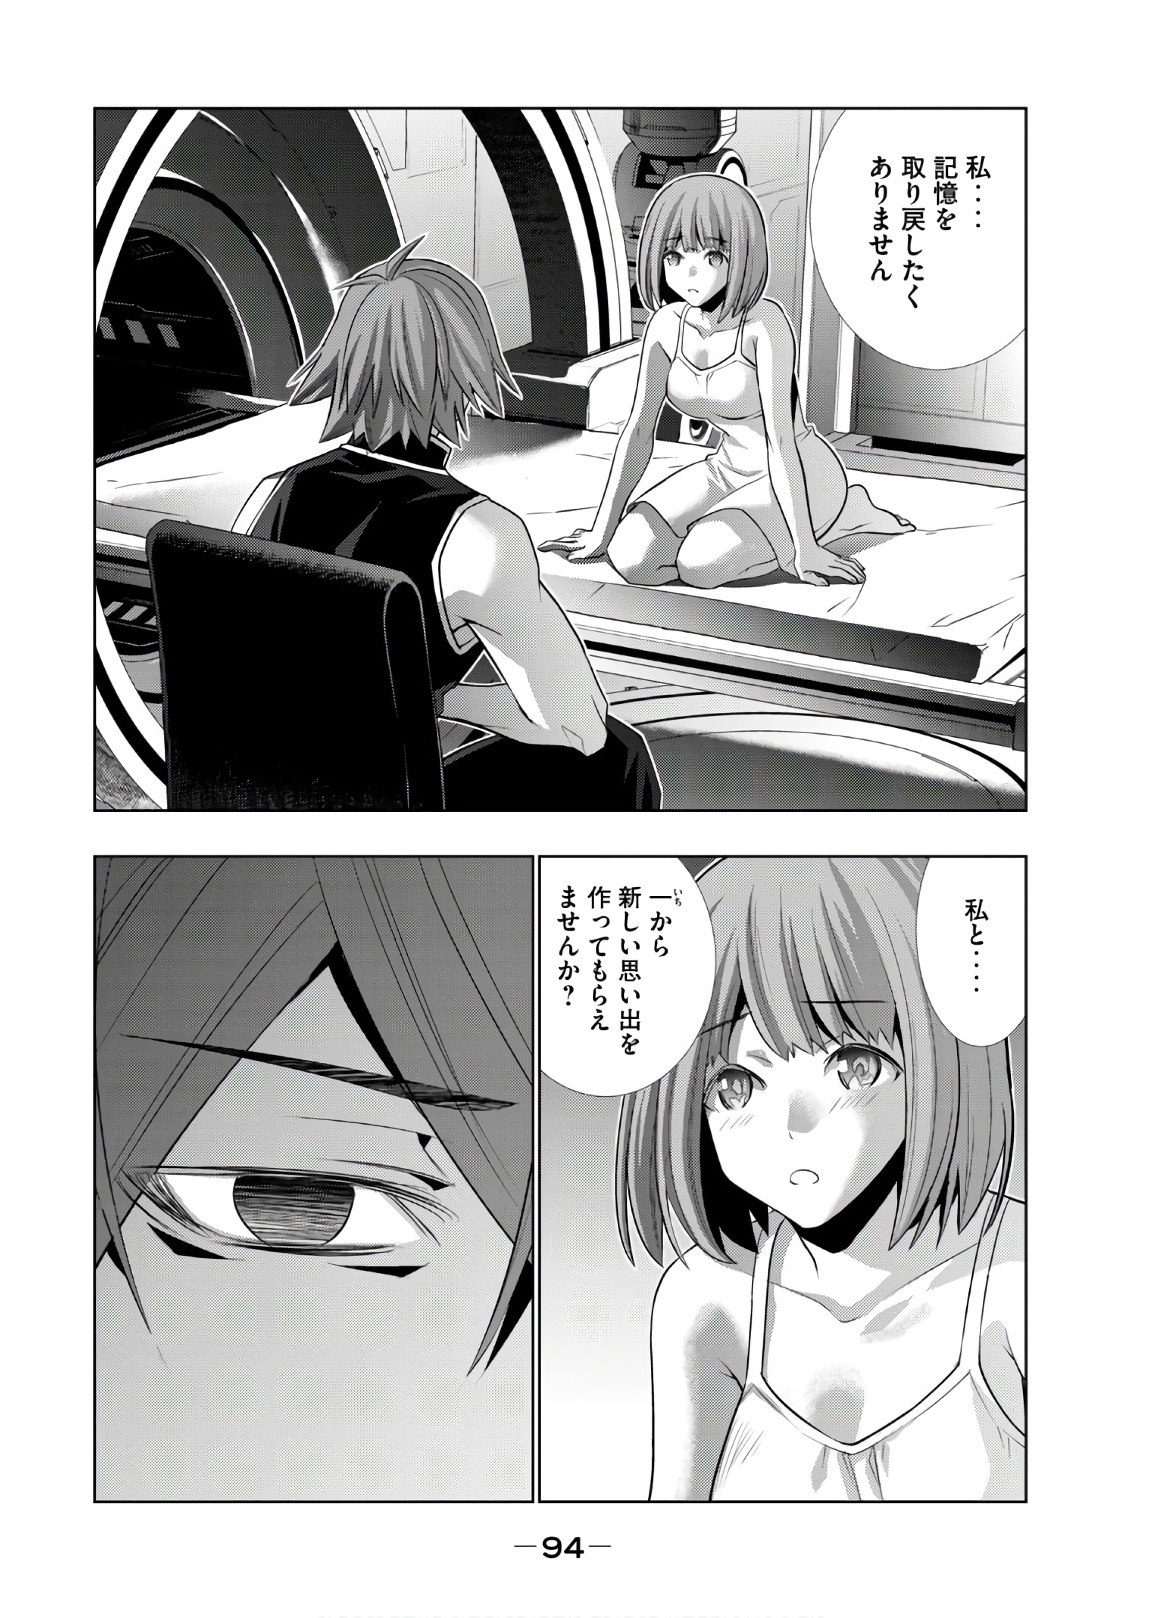 私‥‥
記憶を
取り戻したく
ありません
私と‥‥
一から
いち
新しい思い出を
作ってもらえ
ませんか?
—94—